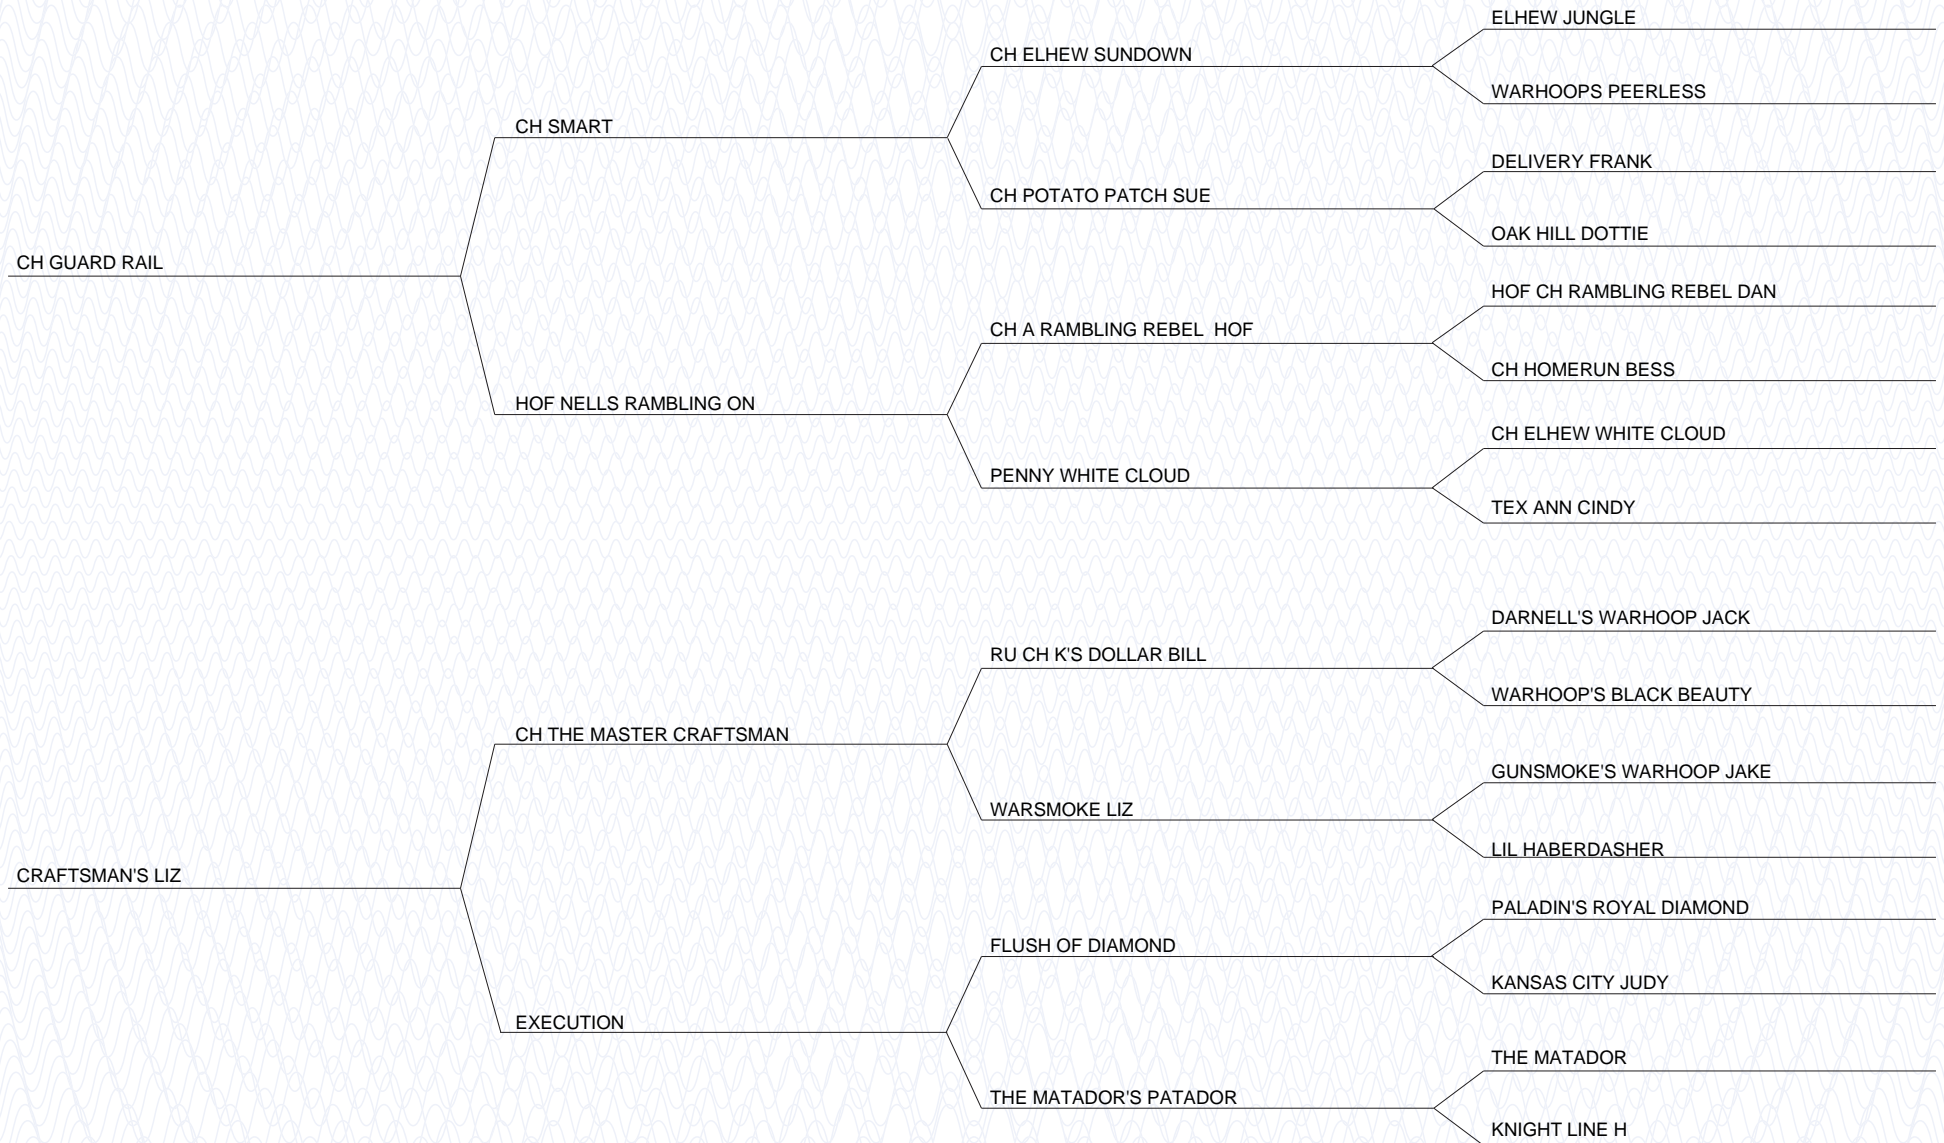 ELHEW JUNGLE
CH ELHEW SUNDOWN
WARHOOPS PEERLESS
CH SMART
DELIVERY FRANK
CH POTATO PATCH SUE
OAK HILL DOTTIE
CH GUARD RAIL
HOF CH RAMBLING REBEL DAN
CH A RAMBLING REBEL  HOF
CH HOMERUN BESS
HOF NELLS RAMBLING ON
CH ELHEW WHITE CLOUD
PENNY WHITE CLOUD
TEX ANN CINDY
DARNELL'S WARHOOP JACK
RU CH K'S DOLLAR BILL
WARHOOP'S BLACK BEAUTY
CH THE MASTER CRAFTSMAN
GUNSMOKE'S WARHOOP JAKE
WARSMOKE LIZ
LIL HABERDASHER
CRAFTSMAN'S LIZ
PALADIN'S ROYAL DIAMOND
FLUSH OF DIAMOND
KANSAS CITY JUDY
EXECUTION
THE MATADOR
THE MATADOR'S PATADOR
KNIGHT LINE H